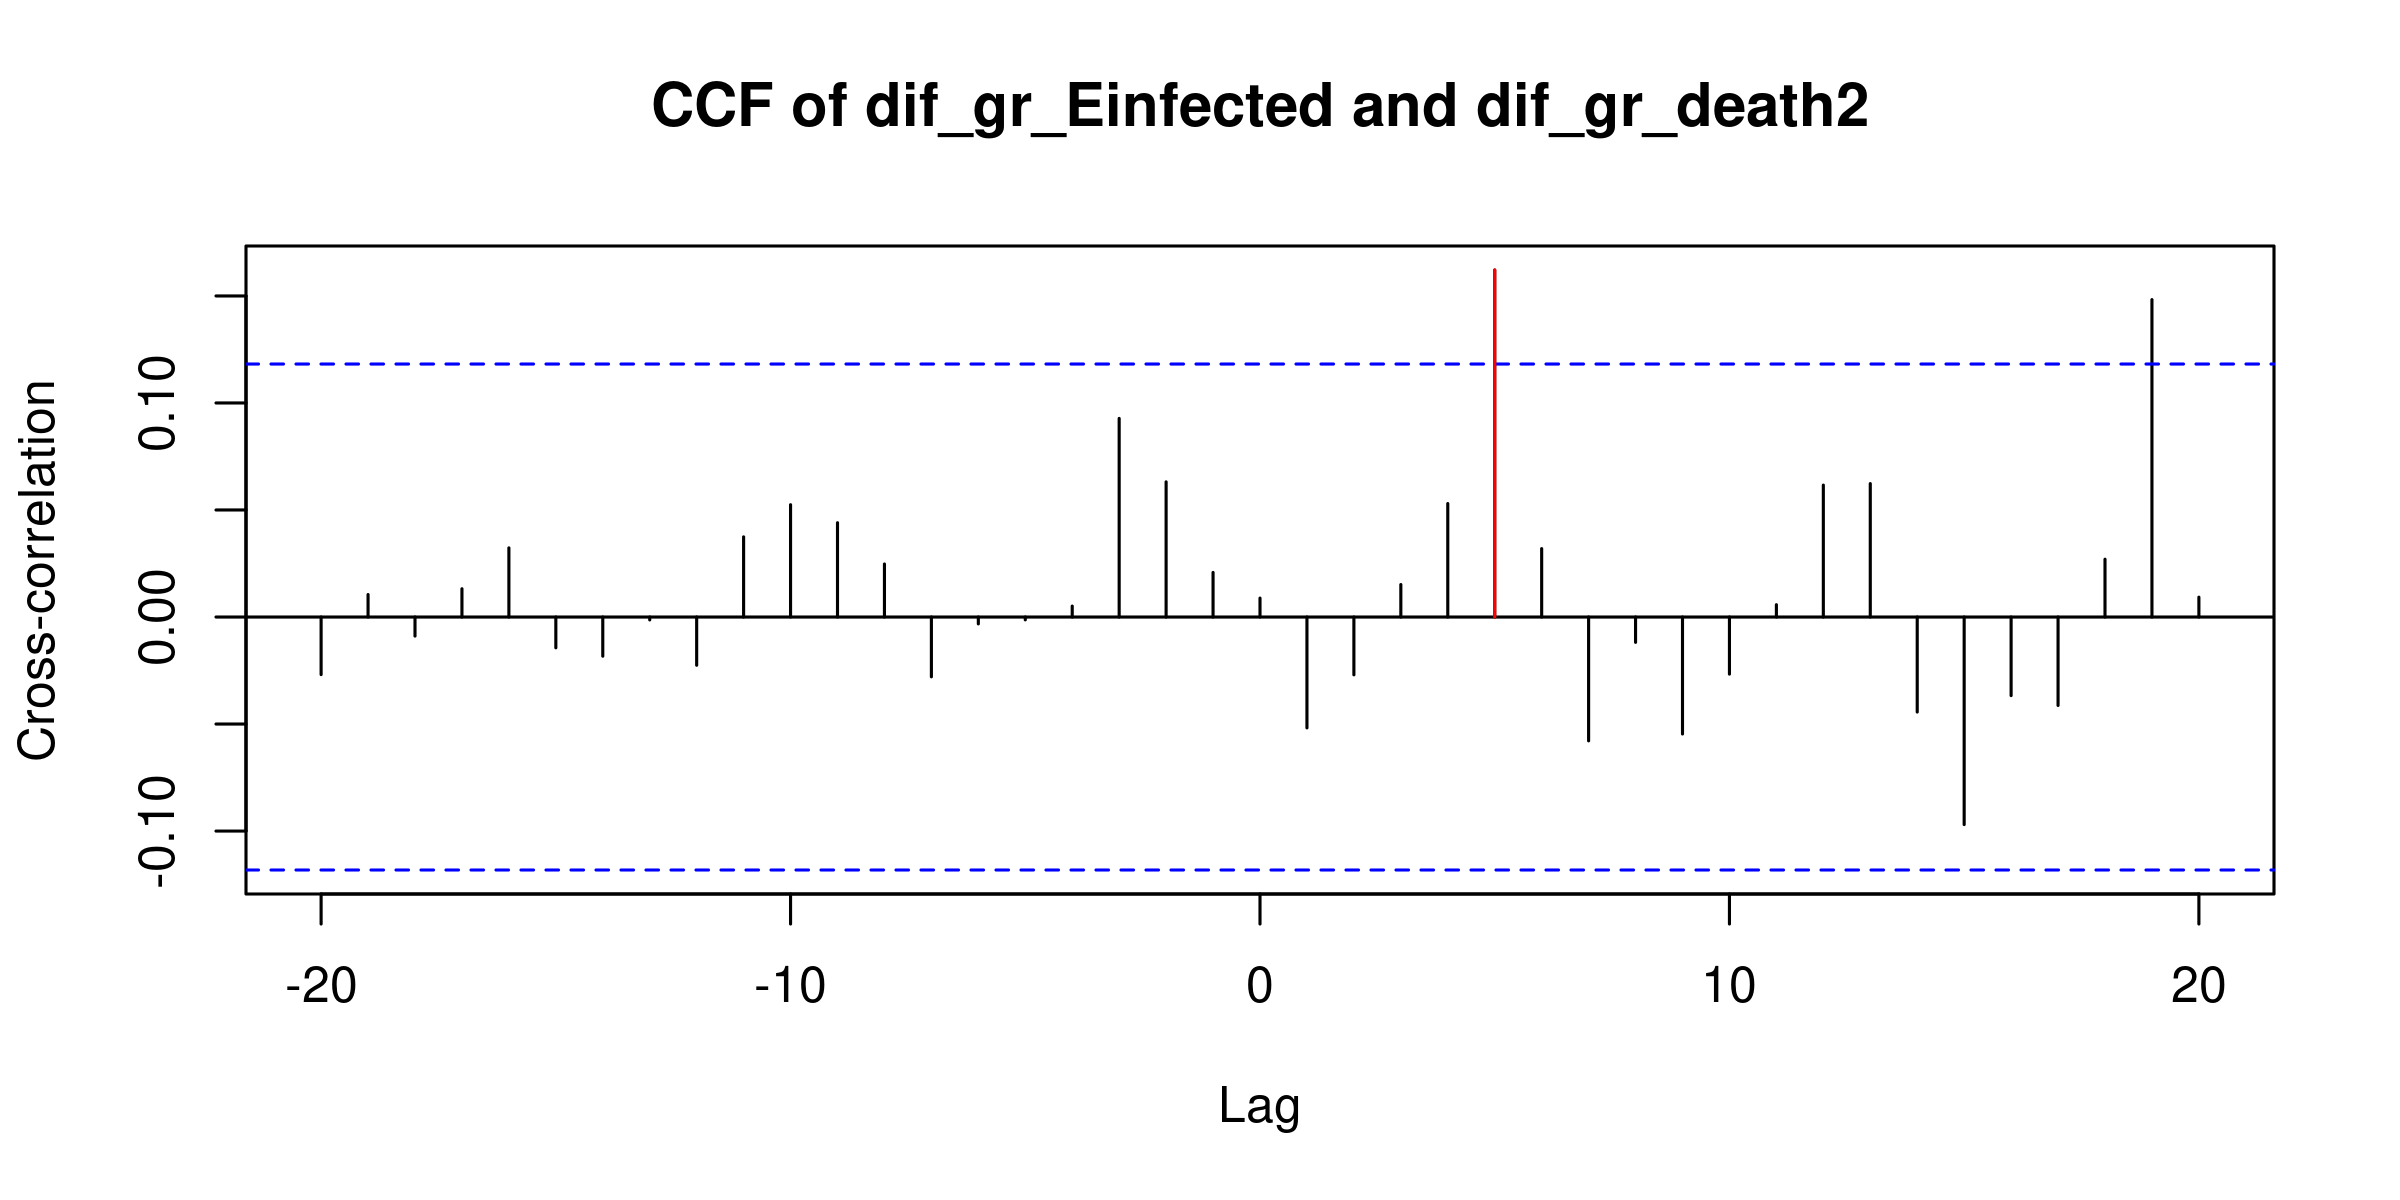 CCF of dif_gr_Einfected and dif_gr_death2
Cross-correlation
0.10
0.00
-0.10
-20
-10
0
10
20
Lag